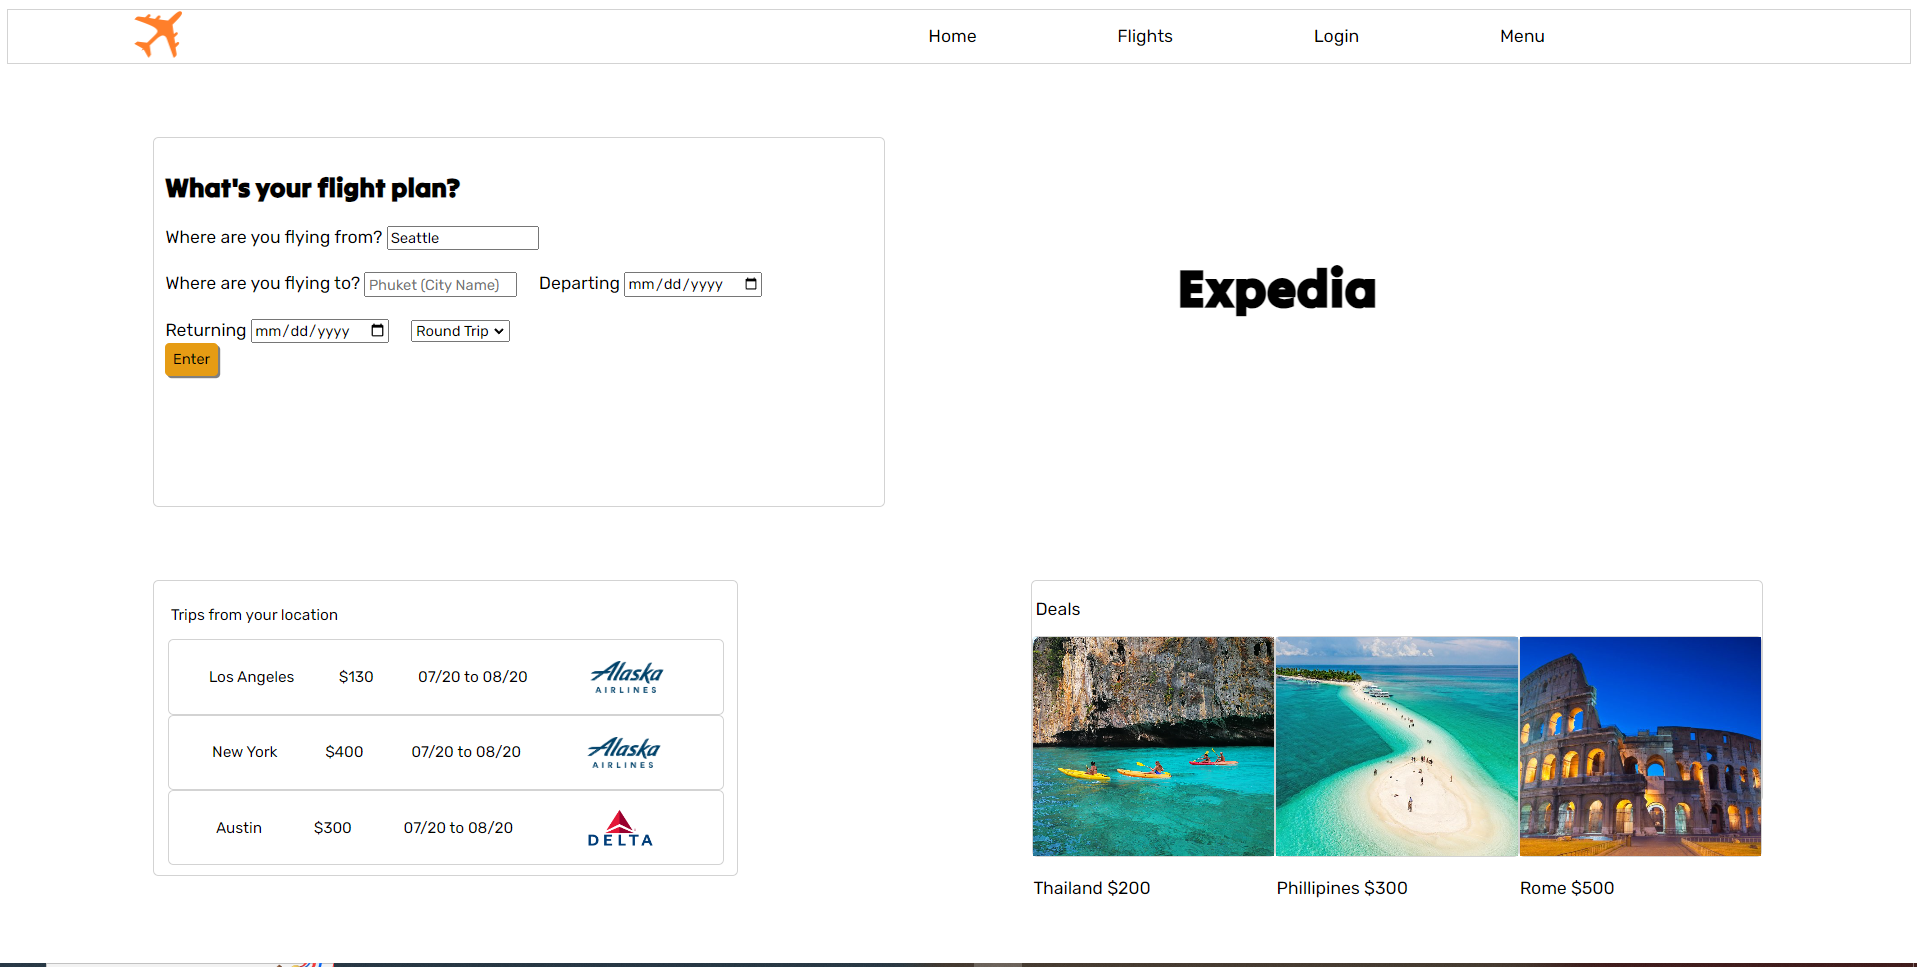 Home Flights Login Menu
What's your flight plan?
Where are you flying from? Seattle
Where are you flying to? Phuket (City Name) Departing mm/dd/yyyy
Returning mm/dd/yyyy Round Trip
Enter
Expedia
Trips from your location
Los Angeles $130 07/20 to 08/20 Alaska AIRLINES
New York $400 07/20 to 08/20 Alaska AIRLINES
Austin $300 07/20 to 08/20 DELTA
Deals
Thailand $200 Phillipines $300 Rome $500